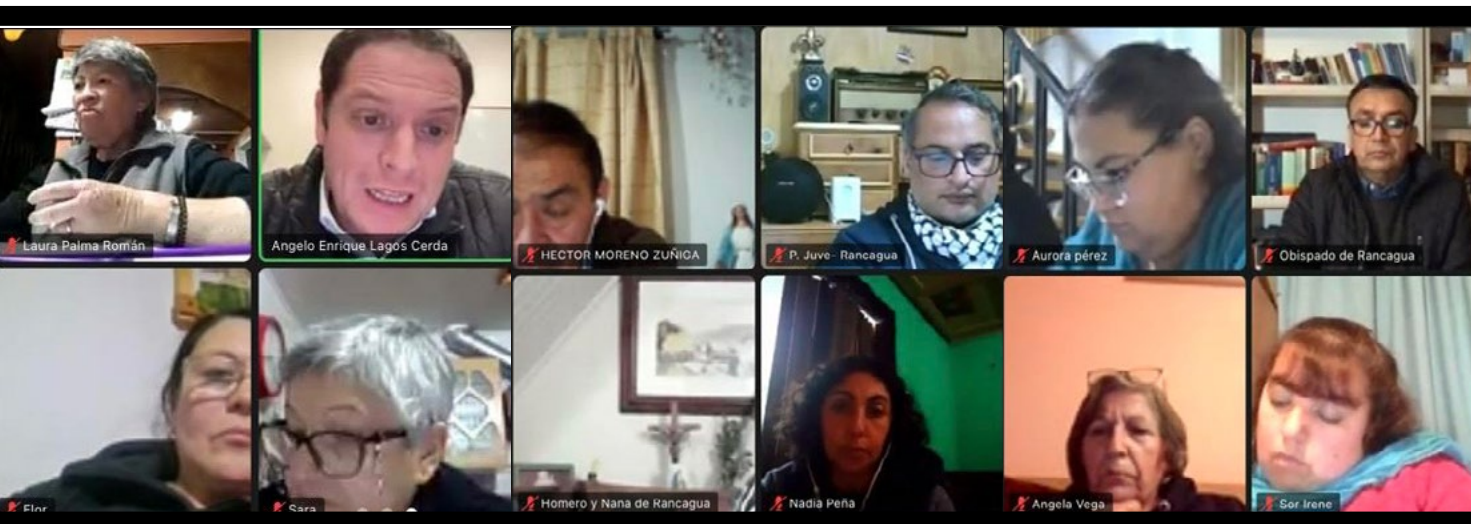 Laura Palma Román
Angelo Enrique Lagos Cerda
HECTOR MORENO ZUÑIGA
P. Juve- Rancagua
Aurora pérez
Obispado de Rancagua
Flor
Sara
Homero y Nana de Rancagua
Nadia Peña
Angela Vega
Sor Irene